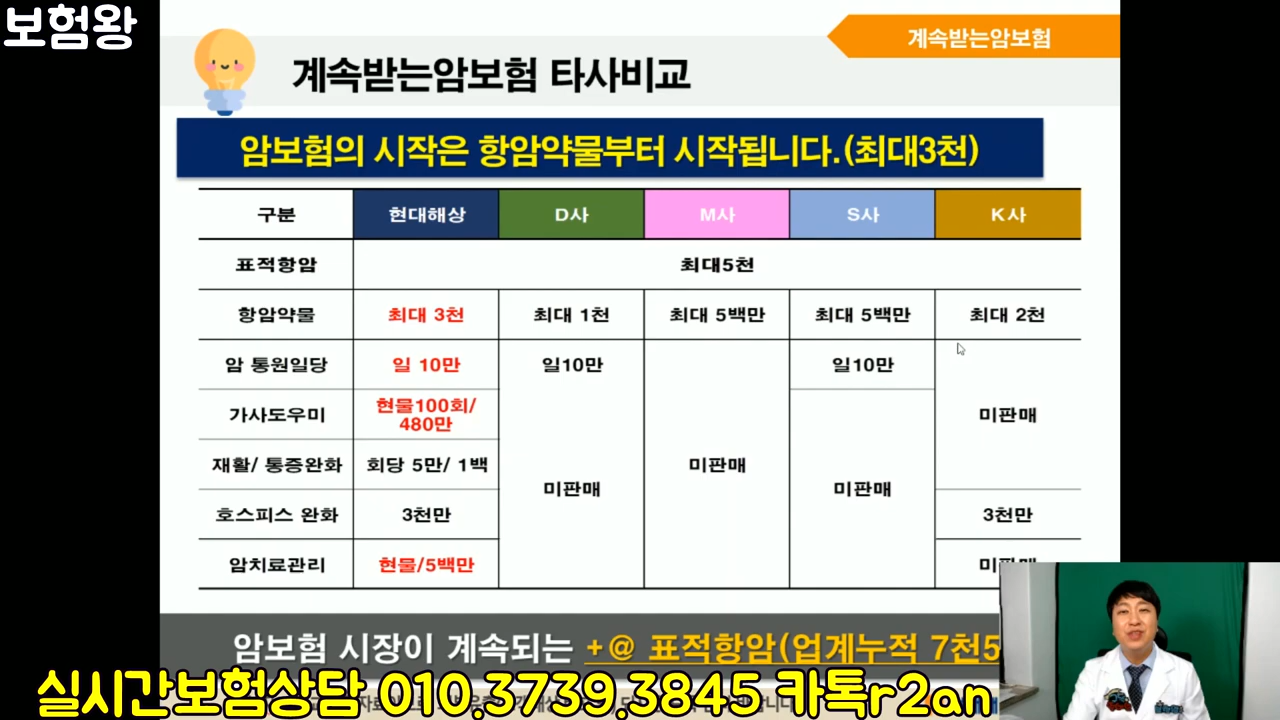 보험왕
계속받는암보험
계속받는암보험 타사비교
암보험의 시작은 항암약물부터 시작됩니다.(최대3천)
구분 현대해상 D사 M사 S사 K사
표적항암 최대5천
항암약물 최대 3천 최대 1천 최대 5백만 최대 5백만 최대 2천
암 통원일당 일 10만 일10만 일10만
가사도우미 현물100회/
480만
미판매
재활/ 통증완화 회당 5만/ 1백 미판매
미판매 미판매
호스피스 완화 3천만 3천만
암치료관리 현물/5백만
암보험 시장이 계속되는 +@ 표적항암(업계누적 7천5
실시간보험상담 010.3739.3845 카톡r2an